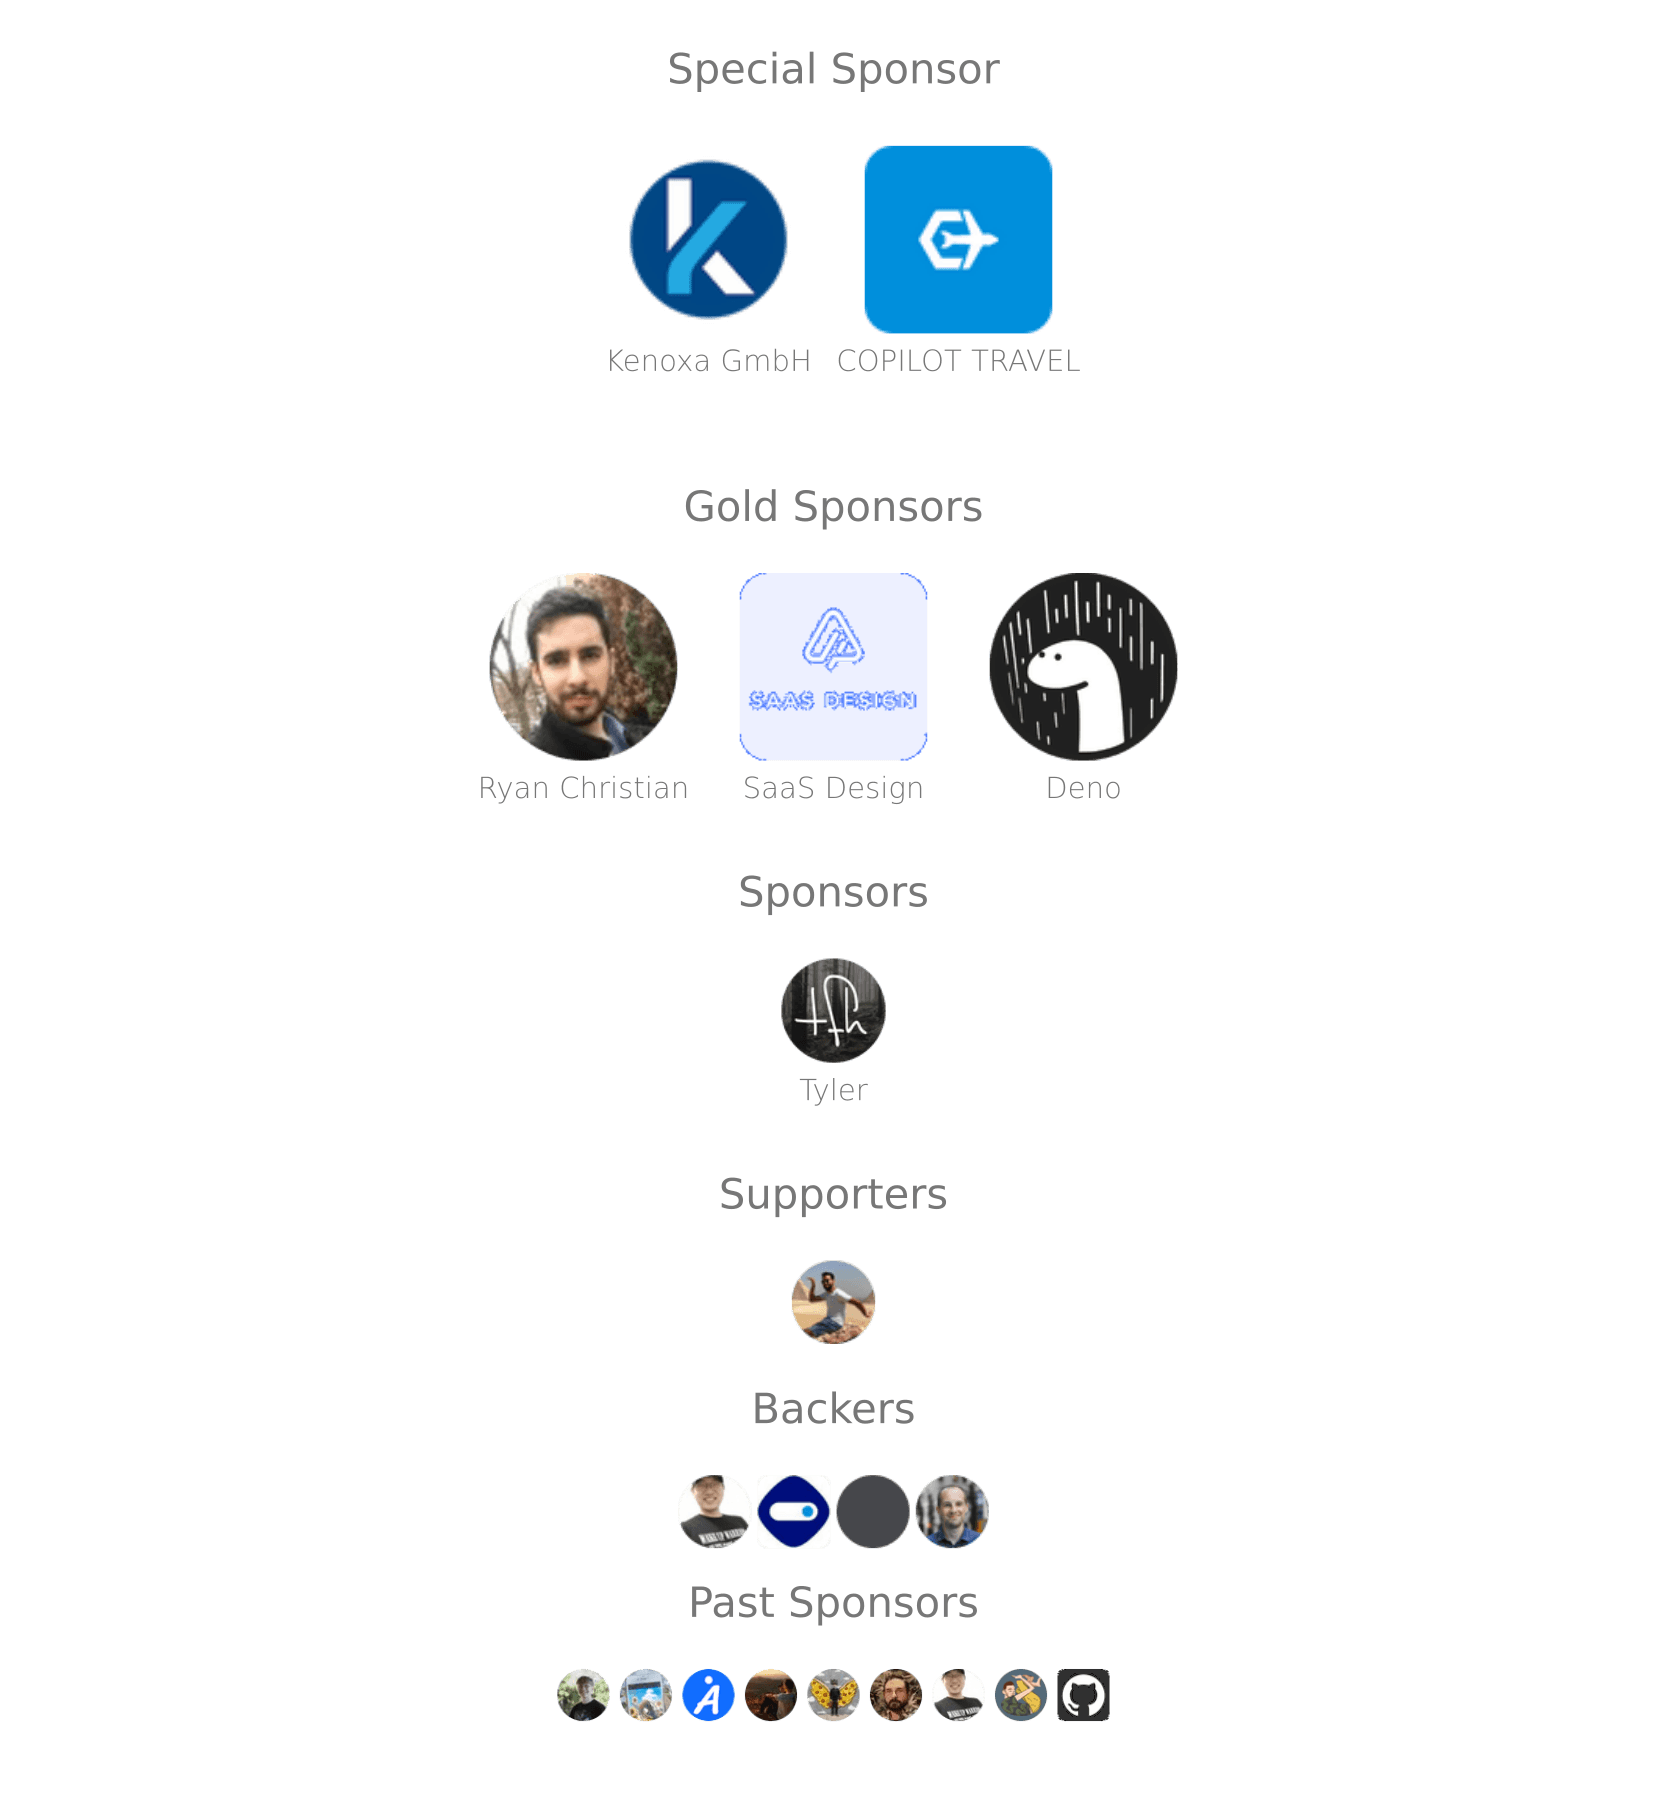 Special Sponsor
Kenoxa GmbH COPILOT TRAVEL
Gold Sponsors
SAAS DESIGN
Ryan Christian SaaS Design Deno
Sponsors
tfh
Tyler
Supporters
Backers
Past Sponsors